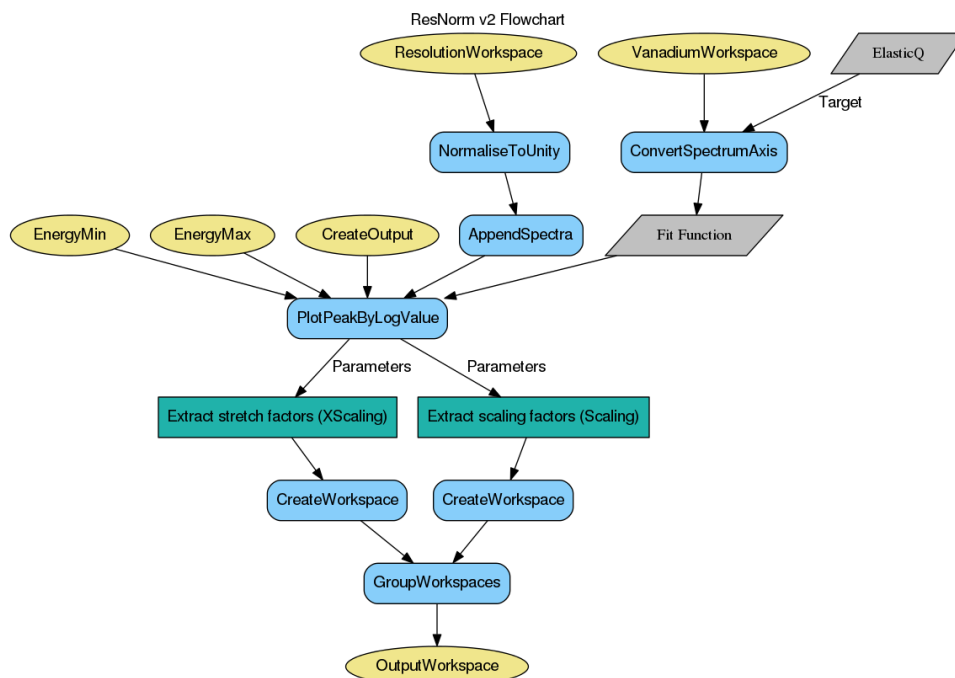 ResNorm v2 Flowchart
ResolutionWorkspace
VanadiumWorkspace
ElasticQ
Target
NormaliseToUnity
ConvertSpectrumAxis
EnergyMin
EnergyMax
CreateOutput
AppendSpectra
Fit Function
PlotPeakByLogValue
Parameters
Parameters
Extract stretch factors (XScaling)
Extract scaling factors (Scaling)
CreateWorkspace
CreateWorkspace
GroupWorkspaces
OutputWorkspace